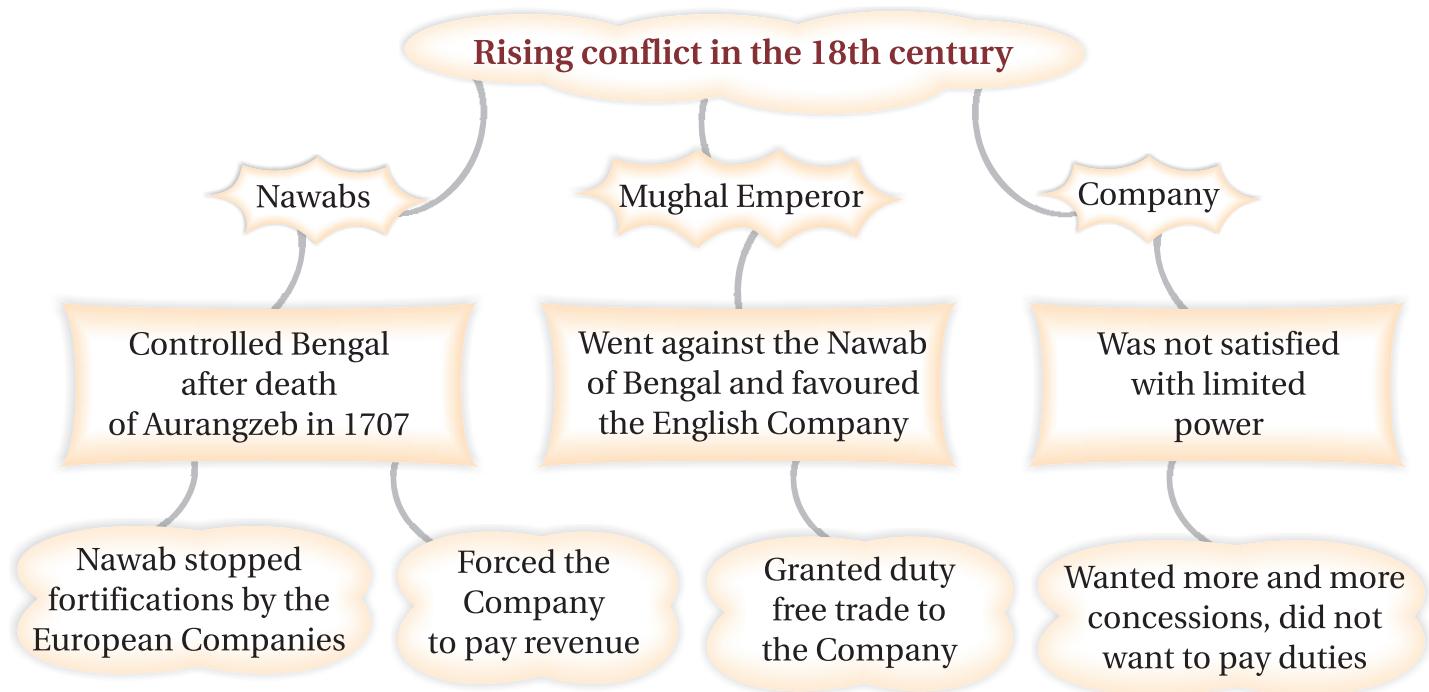 Rising conflict in the 18th century
Nawabs
Mughal Emperor
Company
Controlled Bengal
after death
of Aurangzeb in 1707
Went against the Nawab
of Bengal and favoured
the English Company
Was not satisfied
with limited
power
Nawab stopped
fortifications by the
European Companies
Forced the
Company
to pay revenue
Granted duty
free trade to
the Company
Wanted more and more
concessions, did not
want to pay duties